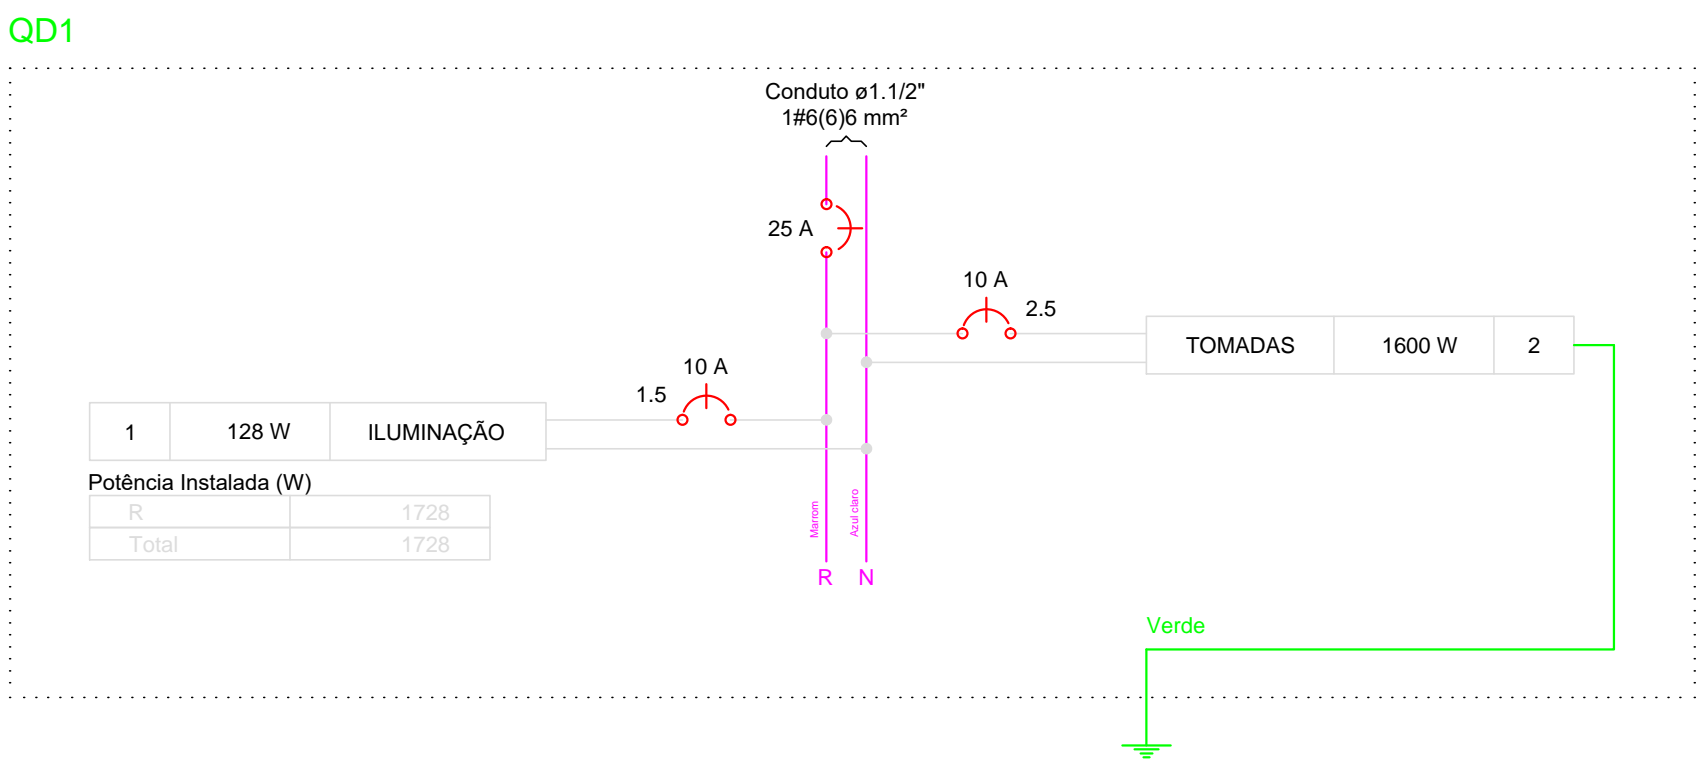 QD1
Conduto ø1.1/2"
1#6(6)6 mm²
25 A
10 A
2.5
TOMADAS 1600 W 2
10 A
1.5
1 128 W ILUMINAÇÃO
Potência Instalada (W)
R 1728
Total 1728
Marrom
Azul claro
R N
Verde